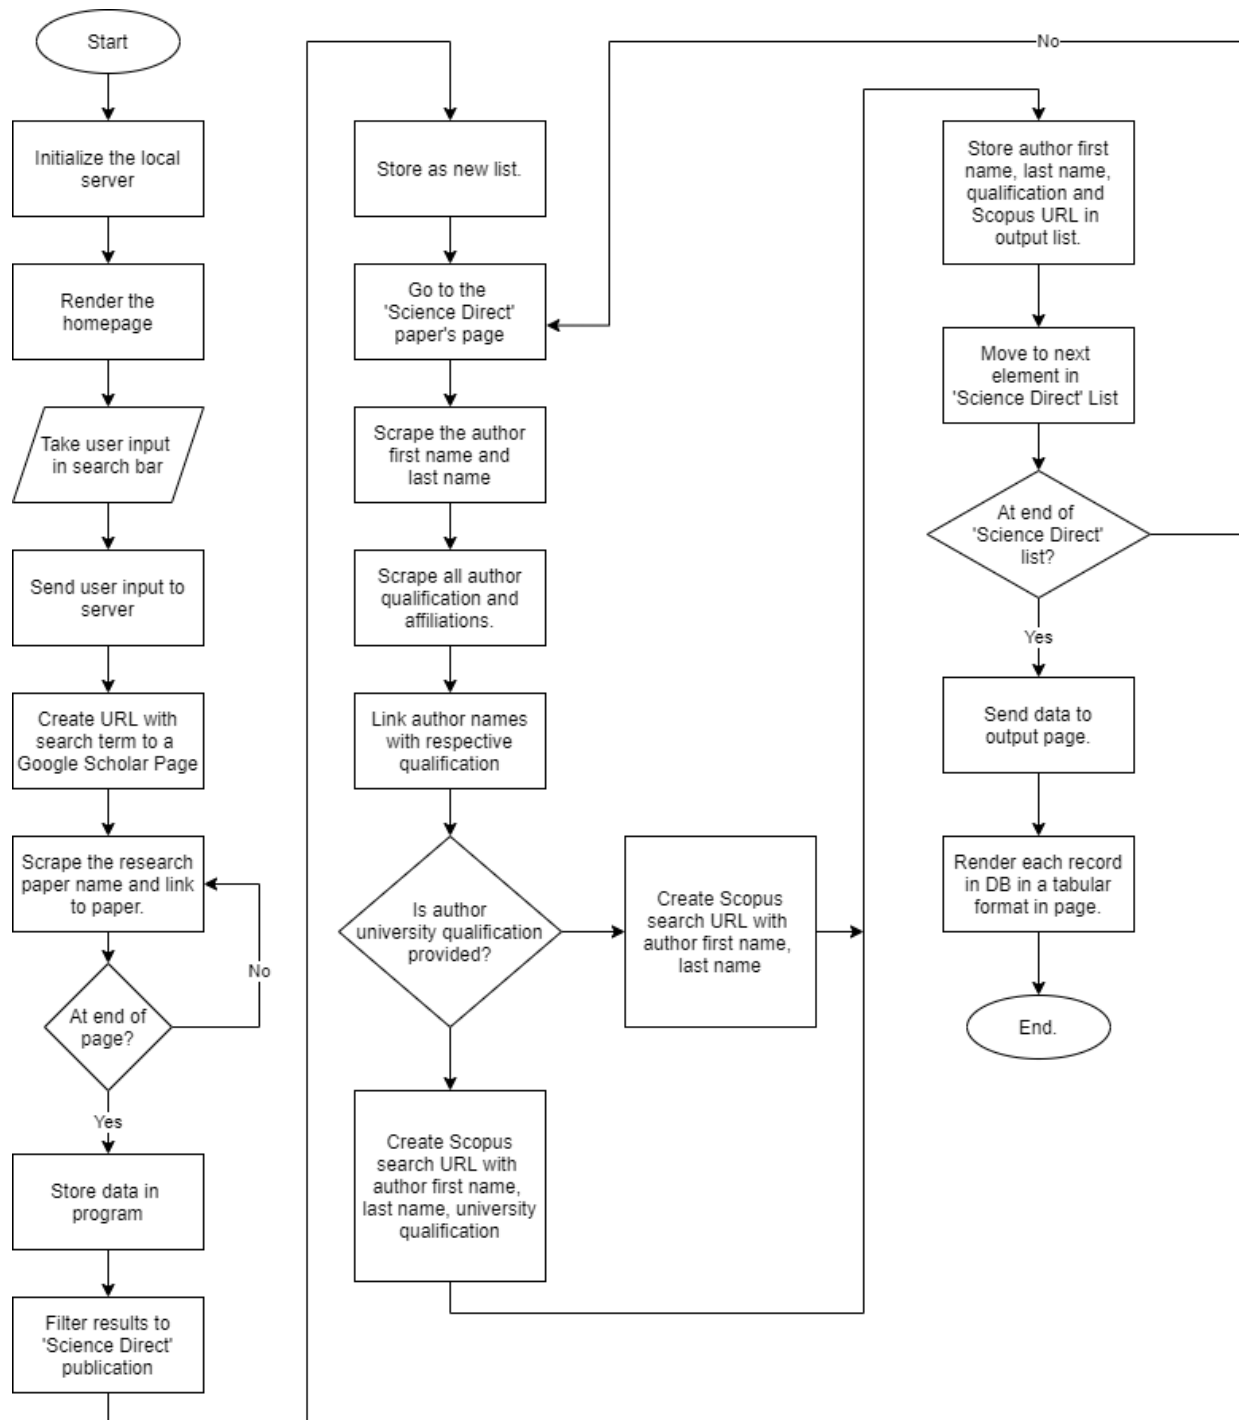 Start
Initialize the local
server
Render the
homepage
Take user input
in search bar
Send user input to
server
Create URL with
search term to a
Google Scholar Page
Scrape the research
paper name and link
to paper.
No
At end of
page?
Yes
Store data in
program
Filter results to
'Science Direct'
publication
Store as new list.
Go to the
'Science Direct'
paper's page
Scrape the author
first name and
last name
Scrape all author
qualification and
affiliations.
Link author names
with respective
qualification
Is author
university qualification
provided?
Create Scopus
search URL with
author first name,
last name
Create Scopus
search URL with
author first name,
last name, university
qualification
No
Store author first
name, last name,
qualification and
Scopus URL in
output list.
Move to next
element in
'Science Direct' List
At end of
'Science Direct'
list?
Yes
Send data to
output page.
Render each record
in DB in a tabular
format in page.
End.